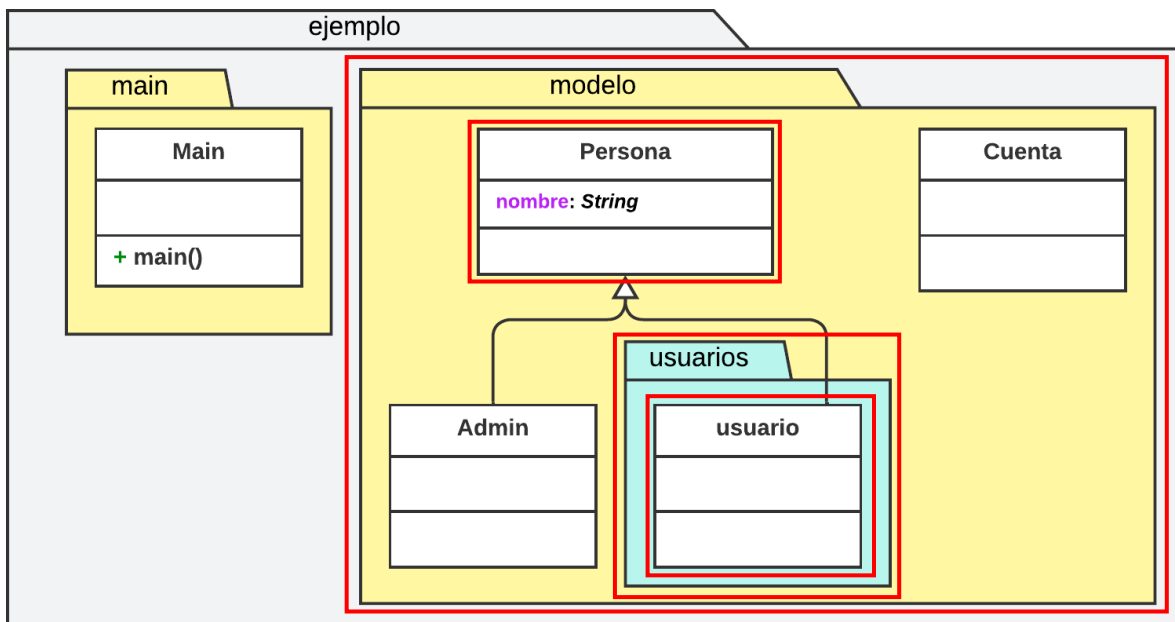 ejemplo
main
modelo
Main
Persona
Cuenta
nombre: String
+ main()
usuarios
Admin
usuario